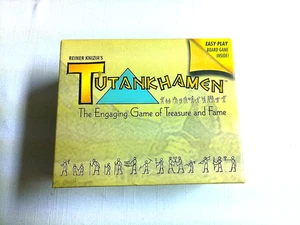 REINER KNIZIA'S
EASY PLAY
BOARD GAME
INSIDE!
TUTANKHAMEN
The Engaging Game of Treasure and Fame